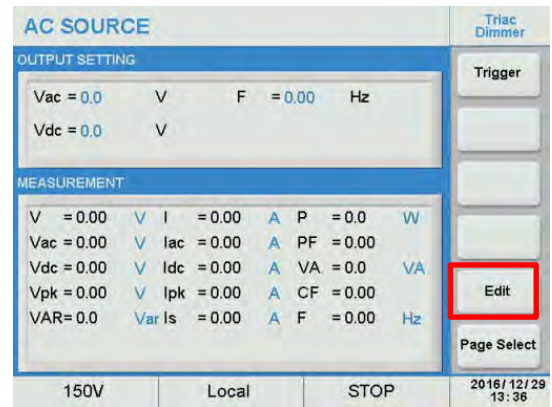 AC SOURCE
Triac
Dimmer
OUTPUT SETTING
Vac = 0.0 V F = 0.00 Hz
Vdc = 0.0 V
Trigger
MEASUREMENT
V = 0.00 V I = 0.00 A P = 0.0 W
Vac = 0.00 V Iac = 0.00 A PF = 0.00
Vdc = 0.00 V Idc = 0.00 A VA = 0.0 VA
Vpk = 0.00 V Ipk = 0.00 A CF = 0.00
VAR= 0.0 Var Is = 0.00 A F = 0.00 Hz
Edit
Page Select
150V Local STOP
2016/12/29
13:36